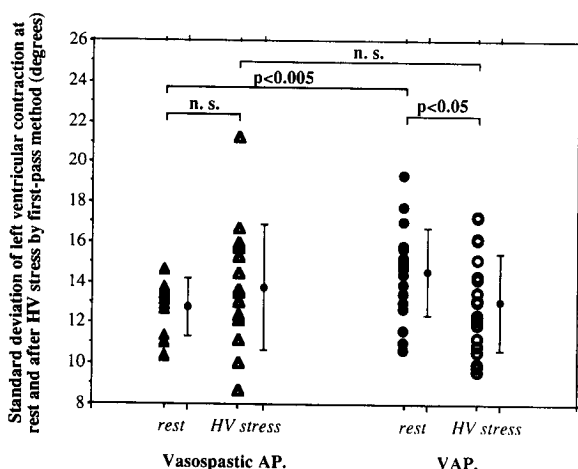 Standard deviation of left ventricular contraction at
rest and after HV stress by first-pass method (degrees)
26
24
22
20
18
16
14
12
10
8
n. s.
p<0.005
n. s.
p<0.05
rest
HV stress
rest
HV stress
Vasospastic AP.
VAP.